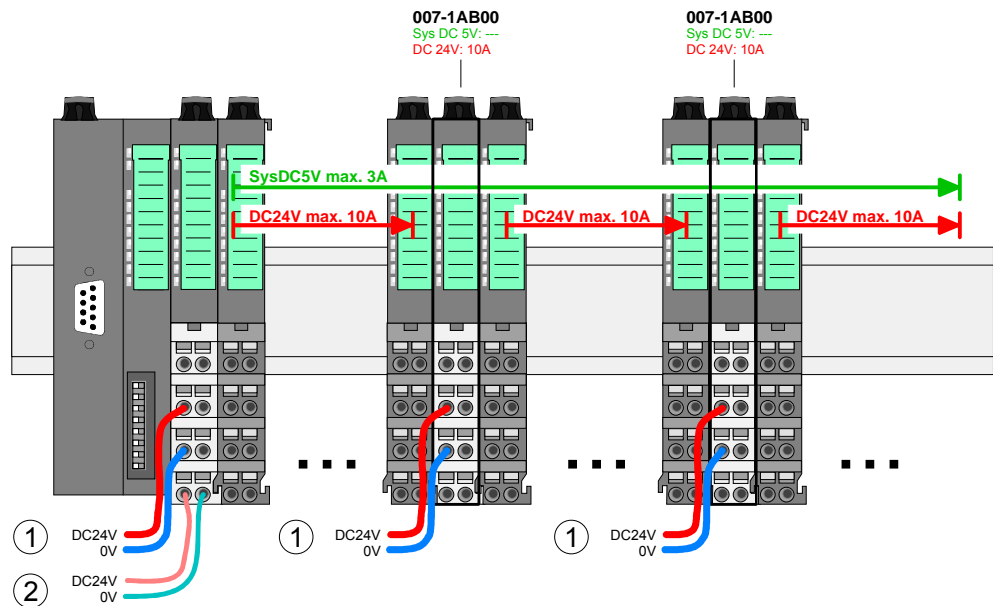 007-1AB00
Sys DC 5V: ---
DC 24V: 10A
007-1AB00
Sys DC 5V: ---
DC 24V: 10A
SysDC5V max. 3A
DC24V max. 10A
DC24V max. 10A
DC24V max. 10A
1 DC24V
0V
2 DC24V
0V
1 DC24V
0V
1 DC24V
0V